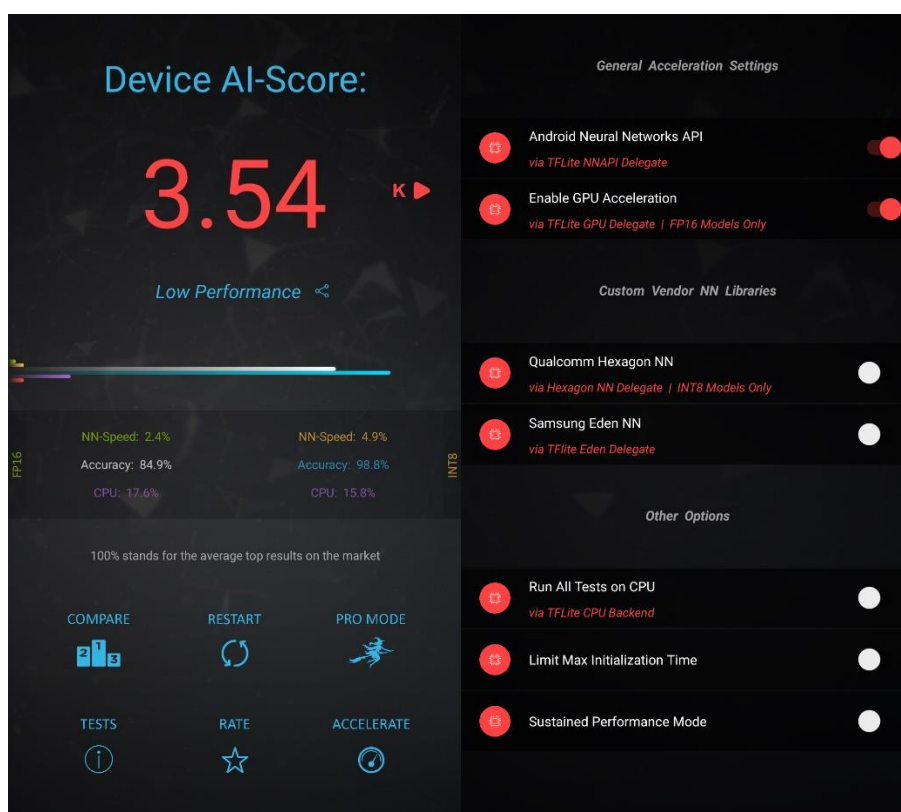 Device AI-Score:
3.54
K
Low Performance
FP16
NN-Speed: 2.4%
Accuracy: 84.9%
CPU: 17.6%
NN-Speed: 4.9%
Accuracy: 98.8%
CPU: 15.8%
INT8
100% stands for the average top results on the market
COMPARE
RESTART
PRO MODE
2 1 3
TESTS
RATE
ACCELERATE
General Acceleration Settings
Android Neural Networks API
via TFLite NNAPI Delegate
Enable GPU Acceleration
via TFLite GPU Delegate | FP16 Models Only
Custom Vendor NN Libraries
Qualcomm Hexagon NN
via Hexagon NN Delegate | INT8 Models Only
Samsung Eden NN
via TFlite Eden Delegate
Other Options
Run All Tests on CPU
via TFLite CPU Backend
Limit Max Initialization Time
Sustained Performance Mode